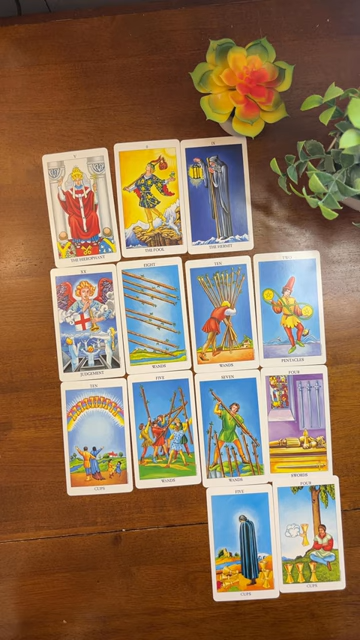 V
THE HIEROPHANT
0
THE FOOL
IX
THE HERMIT
XX
JUDGEMENT
EIGHT
WANDS
TEN
WANDS
TWO
PENTACLES
TEN
CUPS
FIVE
WANDS
SEVEN
WANDS
FOUR
SWORDS
FIVE
CUPS
FOUR
CUPS